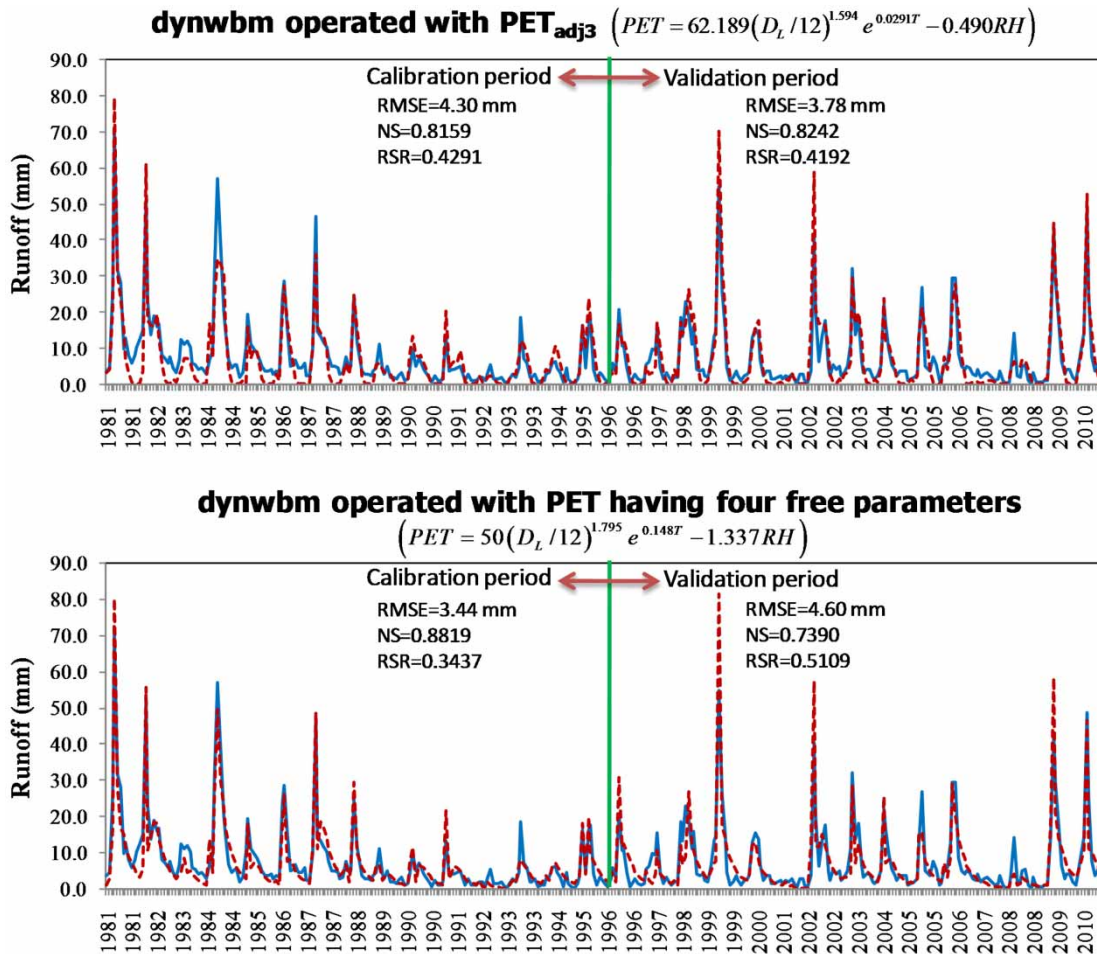 dynwbm operated with PETadj3 (PET = 62.189(D_L /12)^1.594 e^0.0291T − 0.490RH)
90.0
80.0
70.0
60.0
50.0
40.0
30.0
20.0
10.0
0.0
Runoff (mm)
Calibration period
RMSE=4.30 mm
NS=0.8159
RSR=0.4291
Validation period
RMSE=3.78 mm
NS=0.8242
RSR=0.4192
1981 1981 1982 1983 1984 1984 1985 1986 1987 1987 1988 1989 1990 1990 1991 1992 1993 1993 1994 1995 1996 1996 1997 1998 1999 1999 2000 2001 2002 2002 2003 2004 2005 2005 2006 2007 2008 2008 2009 2010
dynwbm operated with PET having four free parameters
(PET = 50(D_L /12)^1.795 e^0.148T − 1.337RH)
90.0
80.0
70.0
60.0
50.0
40.0
30.0
20.0
10.0
0.0
Runoff (mm)
Calibration period
RMSE=3.44 mm
NS=0.8819
RSR=0.3437
Validation period
RMSE=4.60 mm
NS=0.7390
RSR=0.5109
1981 1981 1982 1983 1984 1984 1985 1986 1987 1987 1988 1989 1990 1990 1991 1992 1993 1993 1994 1995 1996 1996 1997 1998 1999 1999 2000 2001 2002 2002 2003 2004 2005 2005 2006 2007 2008 2008 2009 2010